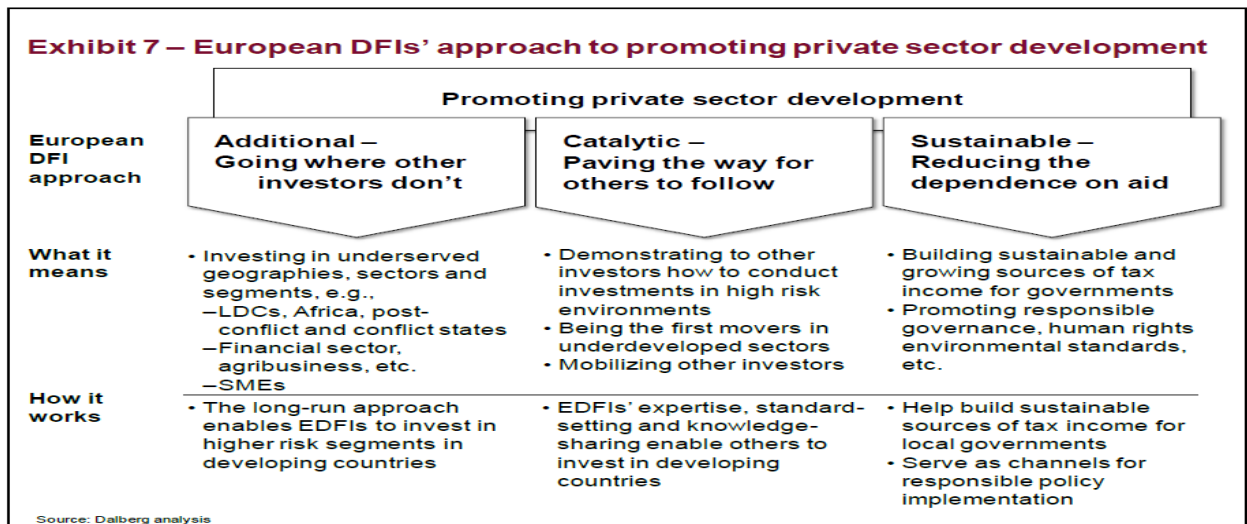 Exhibit 7 – European DFIs' approach to promoting private sector development
Promoting private sector development
European
DFI
approach
Additional –
Going where other
investors don't
Catalytic –
Paving the way for
others to follow
Sustainable –
Reducing the
dependence on aid
What it
means
• Investing in underserved
geographies, sectors and
segments, e.g.,
–LDCs, Africa, post-
conflict and conflict states
–Financial sector,
agribusiness, etc.
–SMEs
• Demonstrating to other
investors how to conduct
investments in high risk
environments
• Being the first movers in
underdeveloped sectors
• Mobilizing other investors
• Building sustainable and
growing sources of tax
income for governments
• Promoting responsible
governance, human rights
environmental standards,
etc.
How it
works
• The long-run approach
enables EDFIs to invest in
higher risk segments in
developing countries
• EDFIs' expertise, standard-
setting and knowledge-
sharing enable others to
invest in developing
countries
• Help build sustainable
sources of tax income for
local governments
• Serve as channels for
responsible policy
implementation
Source: Dalberg analysis